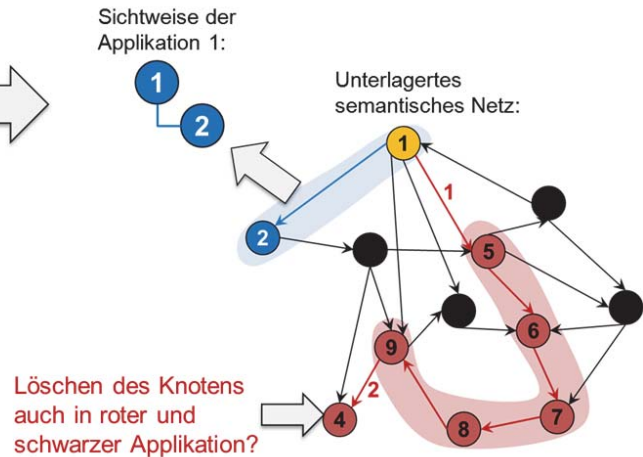 Sichtweise der
Applikation 1:
1
2
Unterlagertes
semantisches Netz:
1
1
2
5
6
9
2
4
8
7
Löschen des Knotens
auch in roter und
schwarzer Applikation?